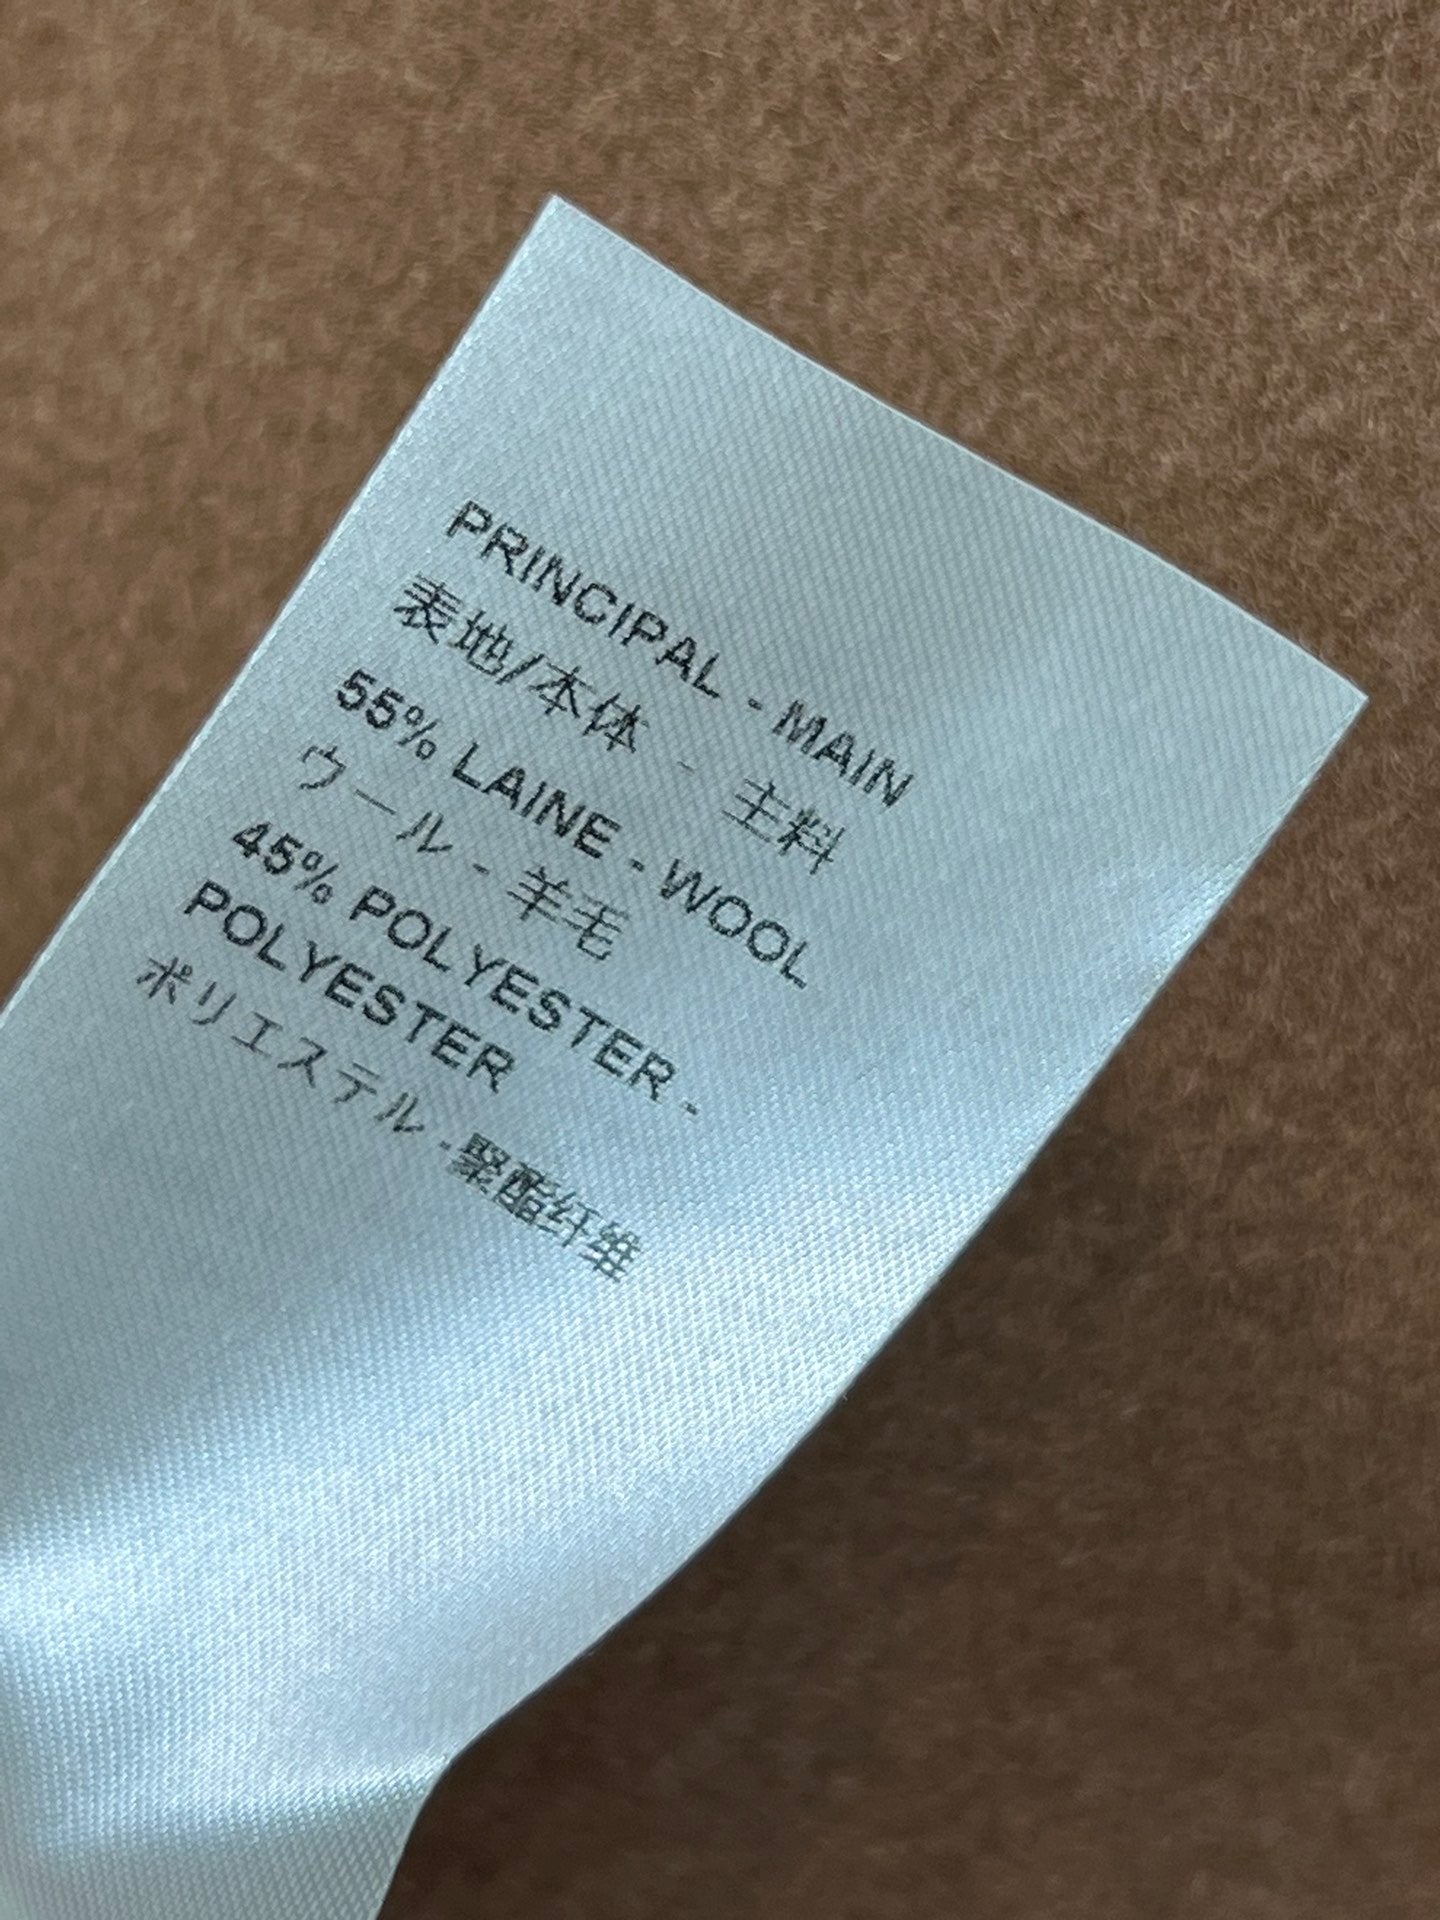 PRINCIPAL - MAIN
表地/本体 - 主料
55% LAINE - WOOL
ウール - 羊毛
45% POLYESTER -
POLYESTER
ポリエステル -聚酯纤维